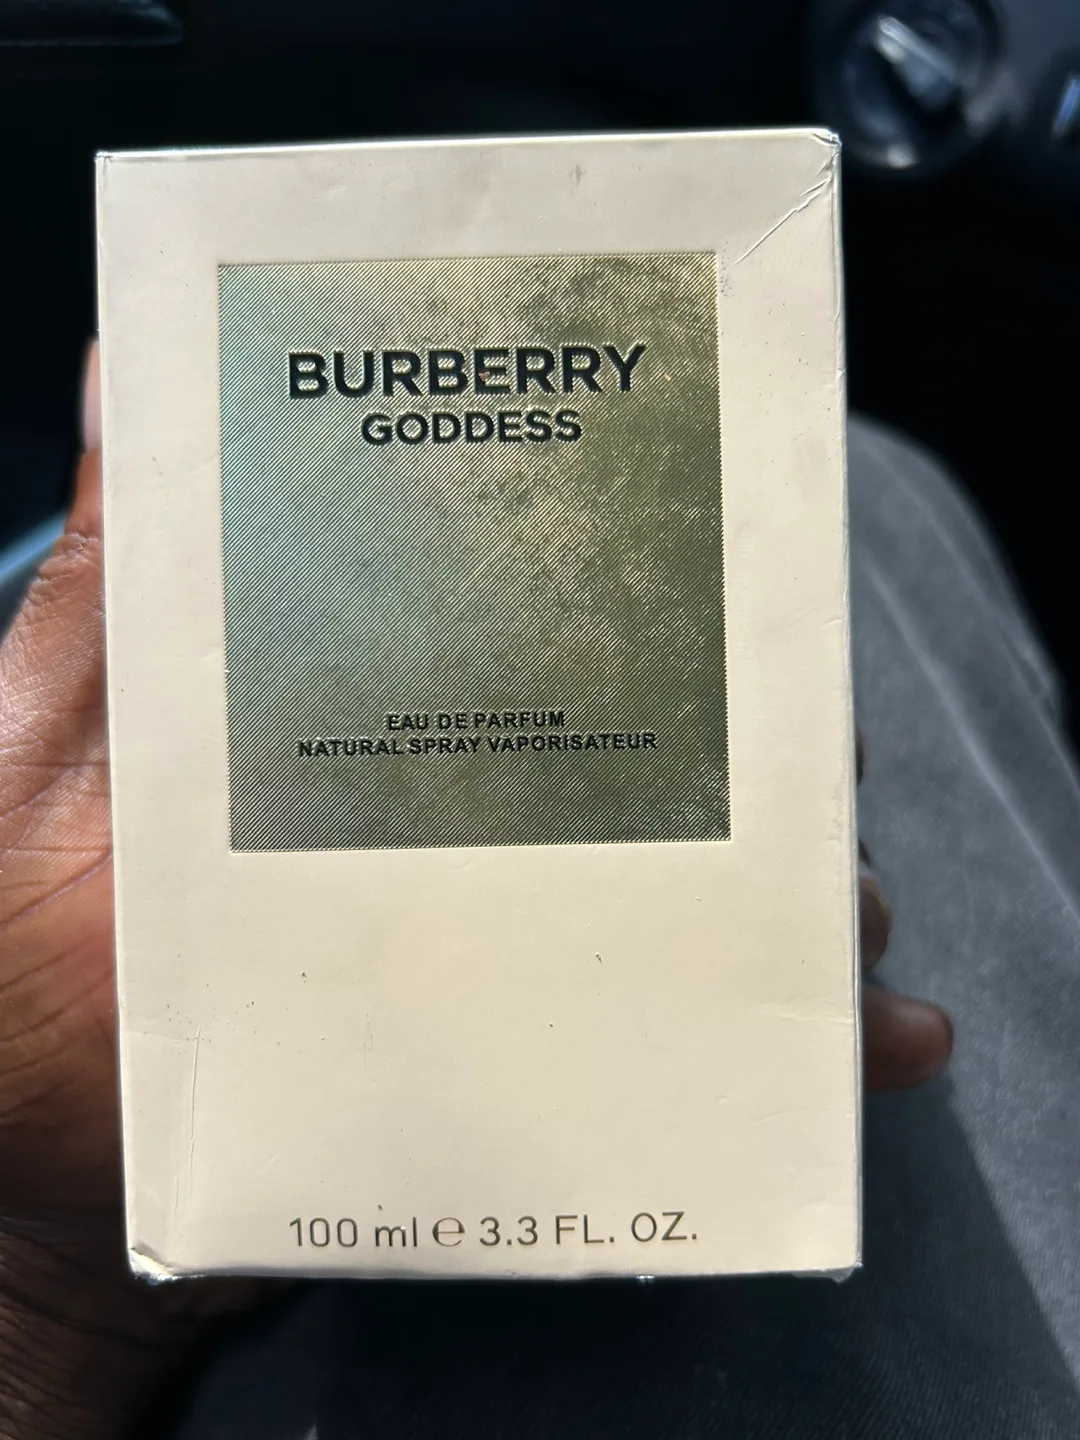 BURBERRY
GODDESS
EAU DE PARFUM
NATURAL SPRAY VAPORISATEUR
100 ml ℮ 3.3 FL. OZ.